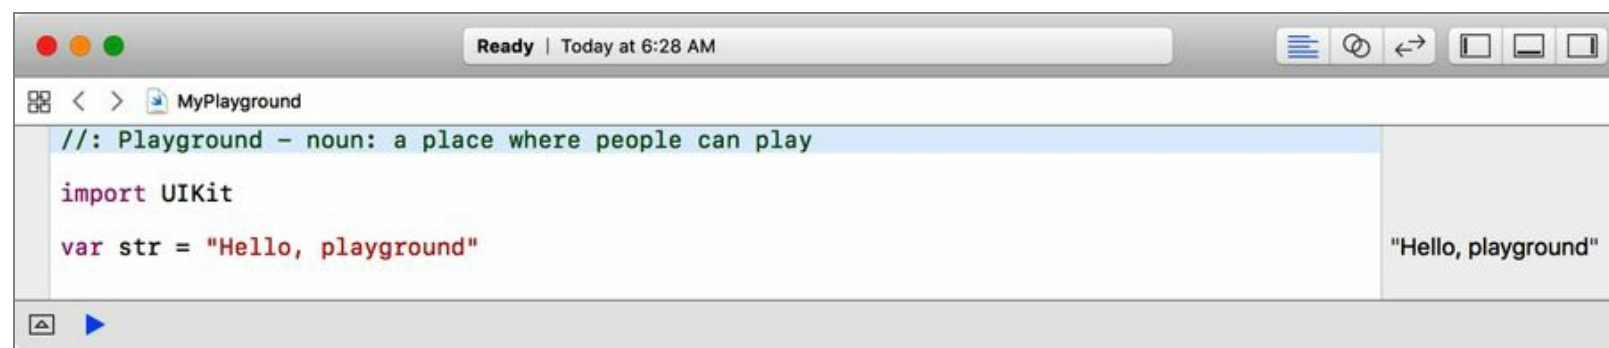 Ready | Today at 6:28 AM
MyPlayground
//: Playground – noun: a place where people can play
import UIKit
var str = "Hello, playground"
"Hello, playground"